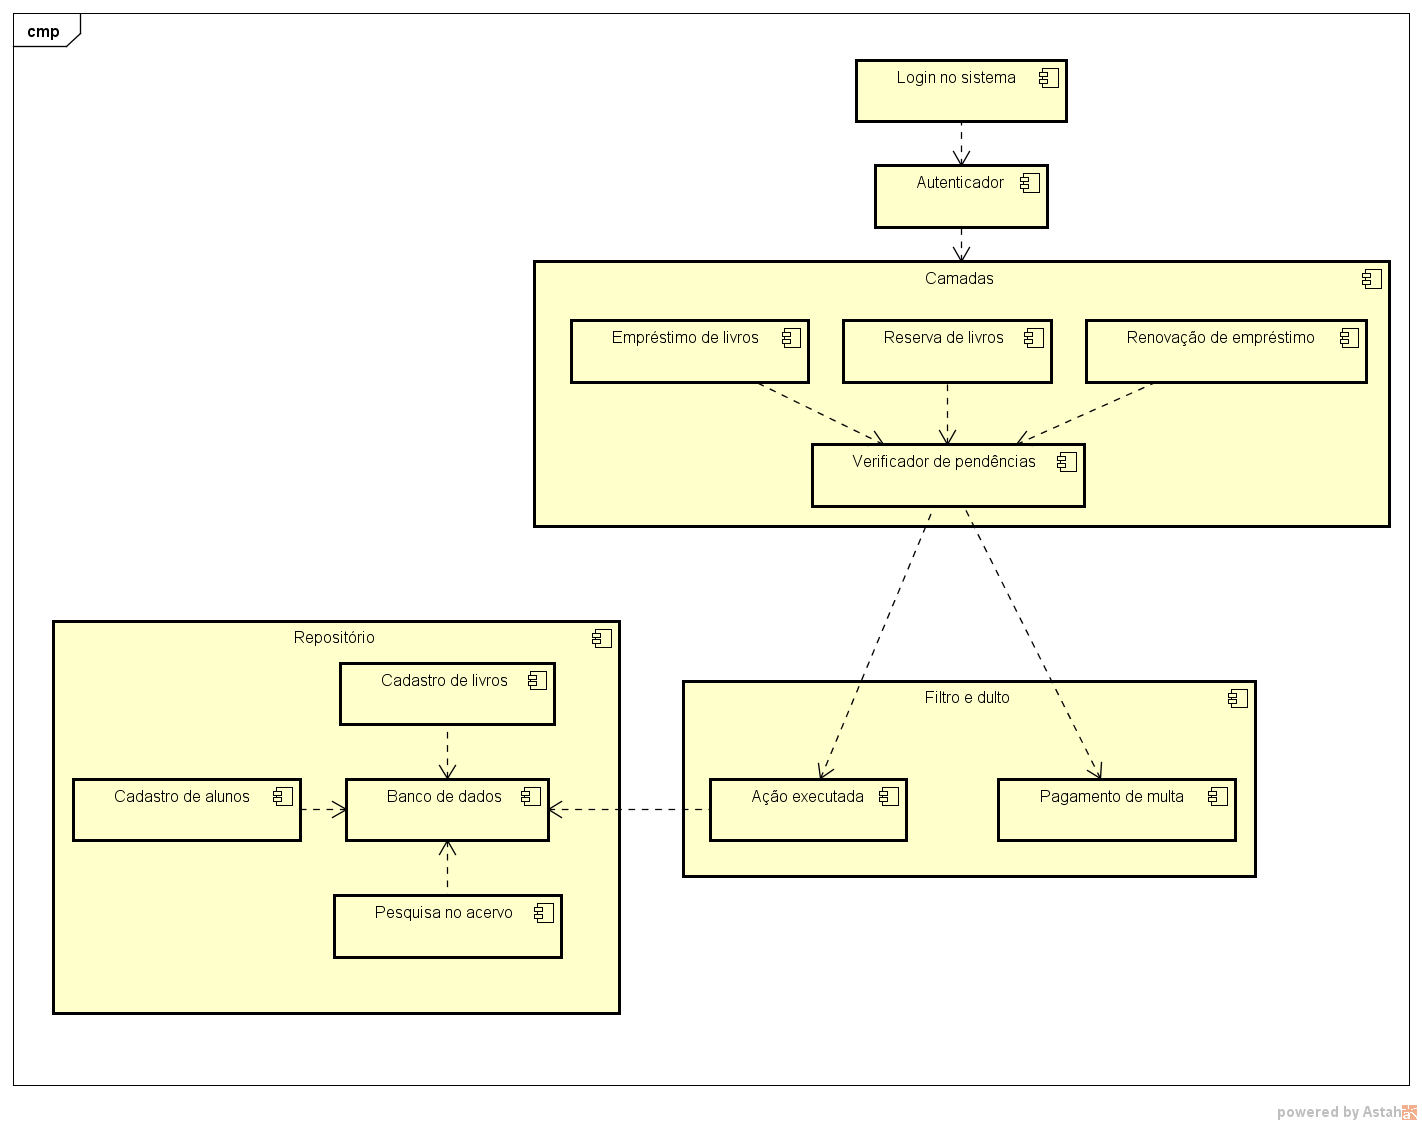 cmp
Login no sistema
Autenticador
Camadas
Empréstimo de livros
Reserva de livros
Renovação de empréstimo
Verificador de pendências
Repositório
Cadastro de livros
Filtro e dulto
Cadastro de alunos
Banco de dados
Ação executada
Pagamento de multa
Pesquisa no acervo
powered by Astah